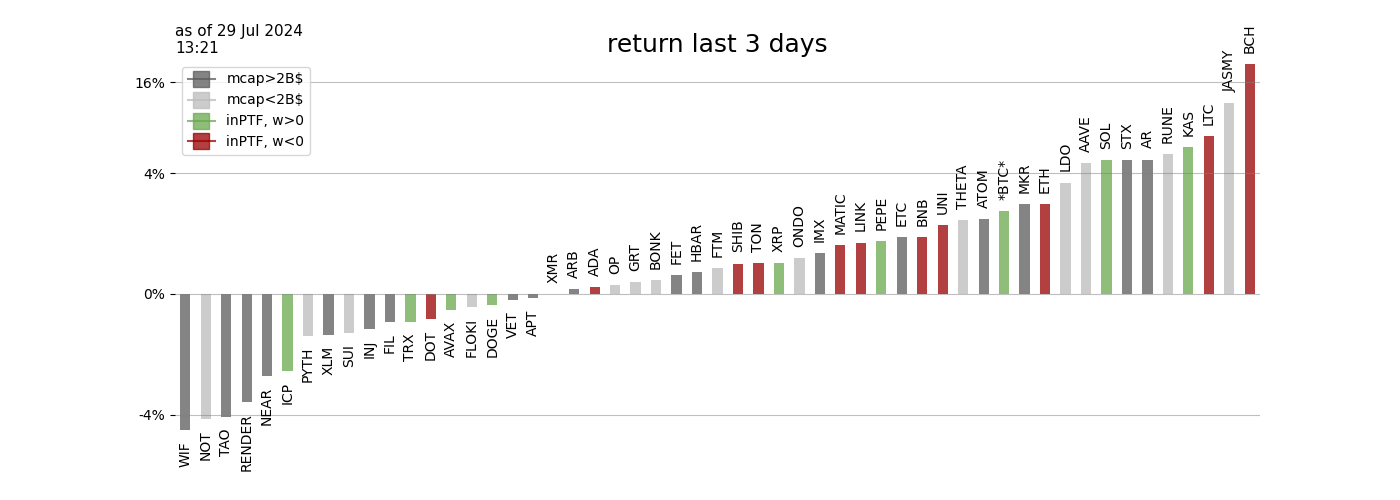 as of 29 Jul 2024
13:21
return last 3 days
mcap>2B$
mcap<2B$
inPTF, w>0
inPTF, w<0
16%
4%
0%
-4%
WIF
NOT
TAO
RENDER
NEAR
ICP
PYTH
XLM
SUI
INJ
FIL
TRX
DOT
AVAX
FLOKI
DOGE
VET
APT
XMR
ARB
ADA
OP
GRT
BONK
FET
HBAR
FTM
SHIB
TON
XRP
ONDO
IMX
MATIC
LINK
PEPE
ETC
BNB
UNI
THETA
ATOM
*BTC*
MKR
ETH
LDO
AAVE
SOL
STX
AR
RUNE
KAS
LTC
JASMY
BCH